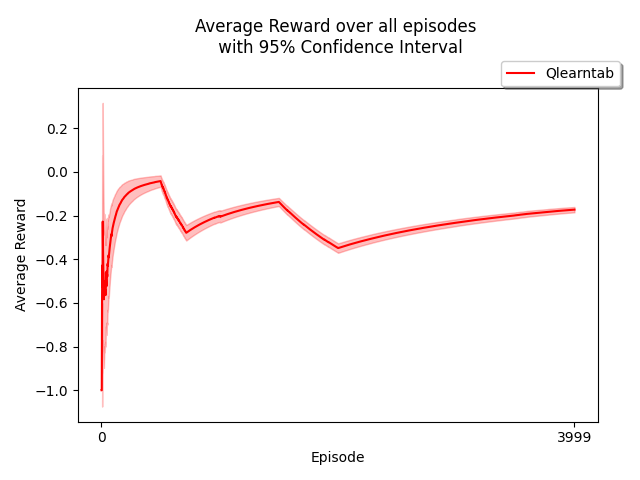 Average Reward over all episodes
with 95% Confidence Interval
Qlearntab
0.2
0.0
−0.2
−0.4
−0.6
−0.8
−1.0
Average Reward
0
3999
Episode